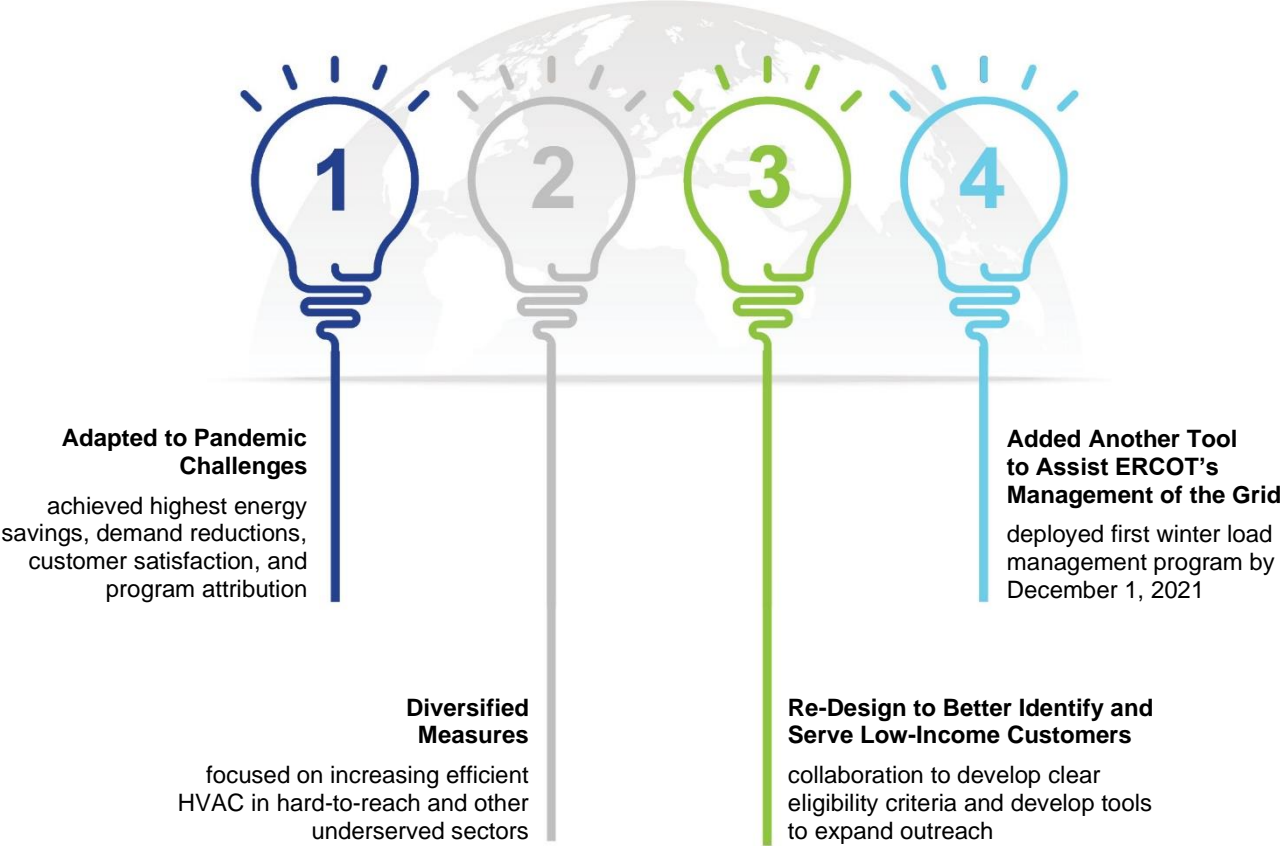 1
2
3
4
Adapted to Pandemic
Challenges
achieved highest energy
savings, demand reductions,
customer satisfaction, and
program attribution
Added Another Tool
to Assist ERCOT's
Management of the Grid
deployed first winter load
management program by
December 1, 2021
Diversified
Measures
focused on increasing efficient
HVAC in hard-to-reach and other
underserved sectors
Re-Design to Better Identify and
Serve Low-Income Customers
collaboration to develop clear
eligibility criteria and develop tools
to expand outreach